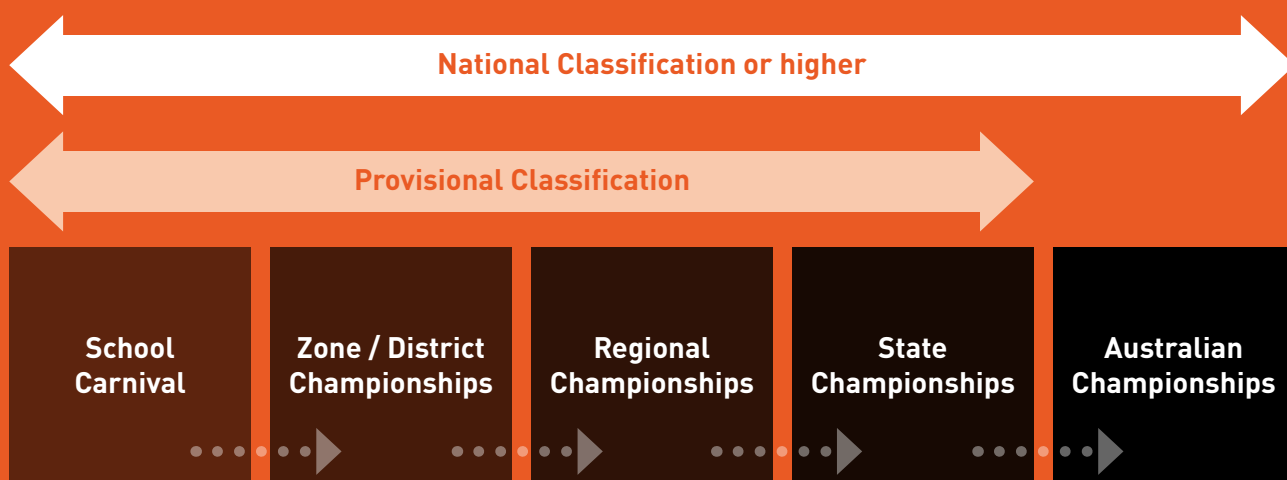 National Classification or higher
Provisional Classification
School
Carnival
Zone / District
Championships
Regional
Championships
State
Championships
Australian
Championships